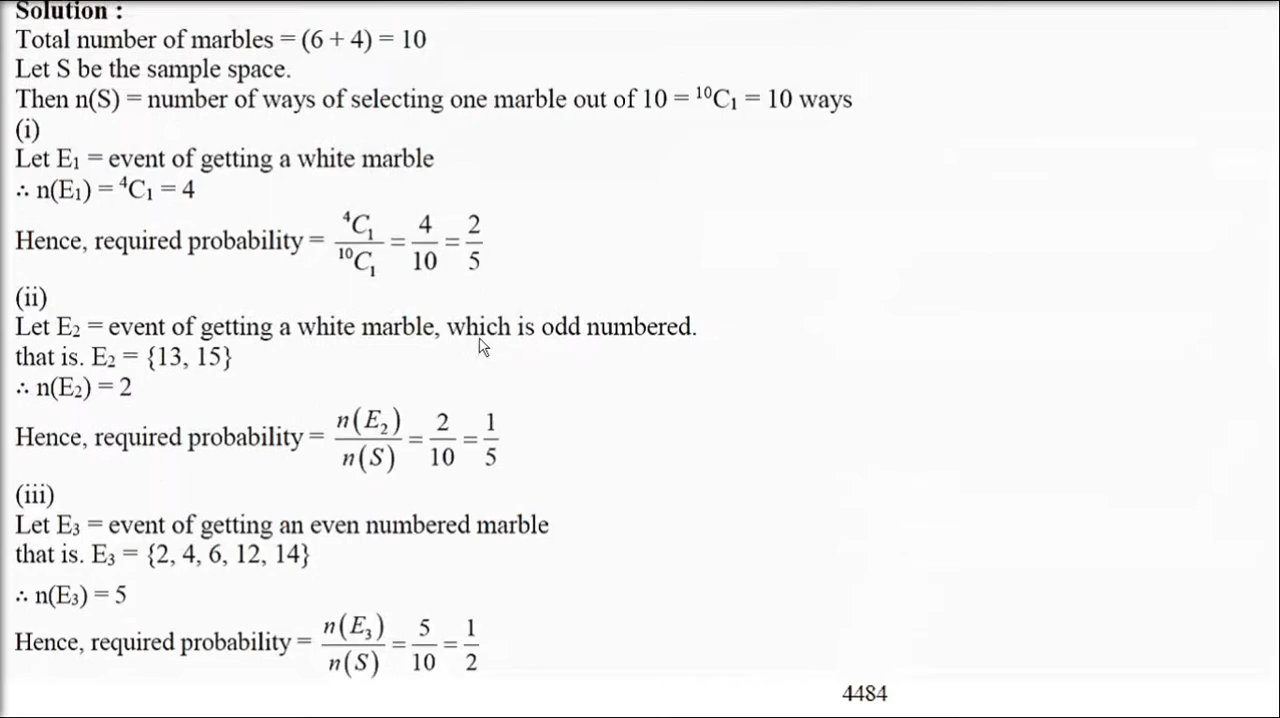 Solution :
Total number of marbles = (6 + 4) = 10
Let S be the sample space.
Then n(S) = number of ways of selecting one marble out of 10 = ¹⁰C₁ = 10 ways
(i)
Let E₁ = event of getting a white marble
∴ n(E₁) = ⁴C₁ = 4
Hence, required probability = ⁴C₁/¹⁰C₁ = 4/10 = 2/5
(ii)
Let E₂ = event of getting a white marble, which is odd numbered.
that is. E₂ = {13, 15}
∴ n(E₂) = 2
Hence, required probability = n(E₂)/n(S) = 2/10 = 1/5
(iii)
Let E₃ = event of getting an even numbered marble
that is. E₃ = {2, 4, 6, 12, 14}
∴ n(E₃) = 5
Hence, required probability = n(E₃)/n(S) = 5/10 = 1/2
4484